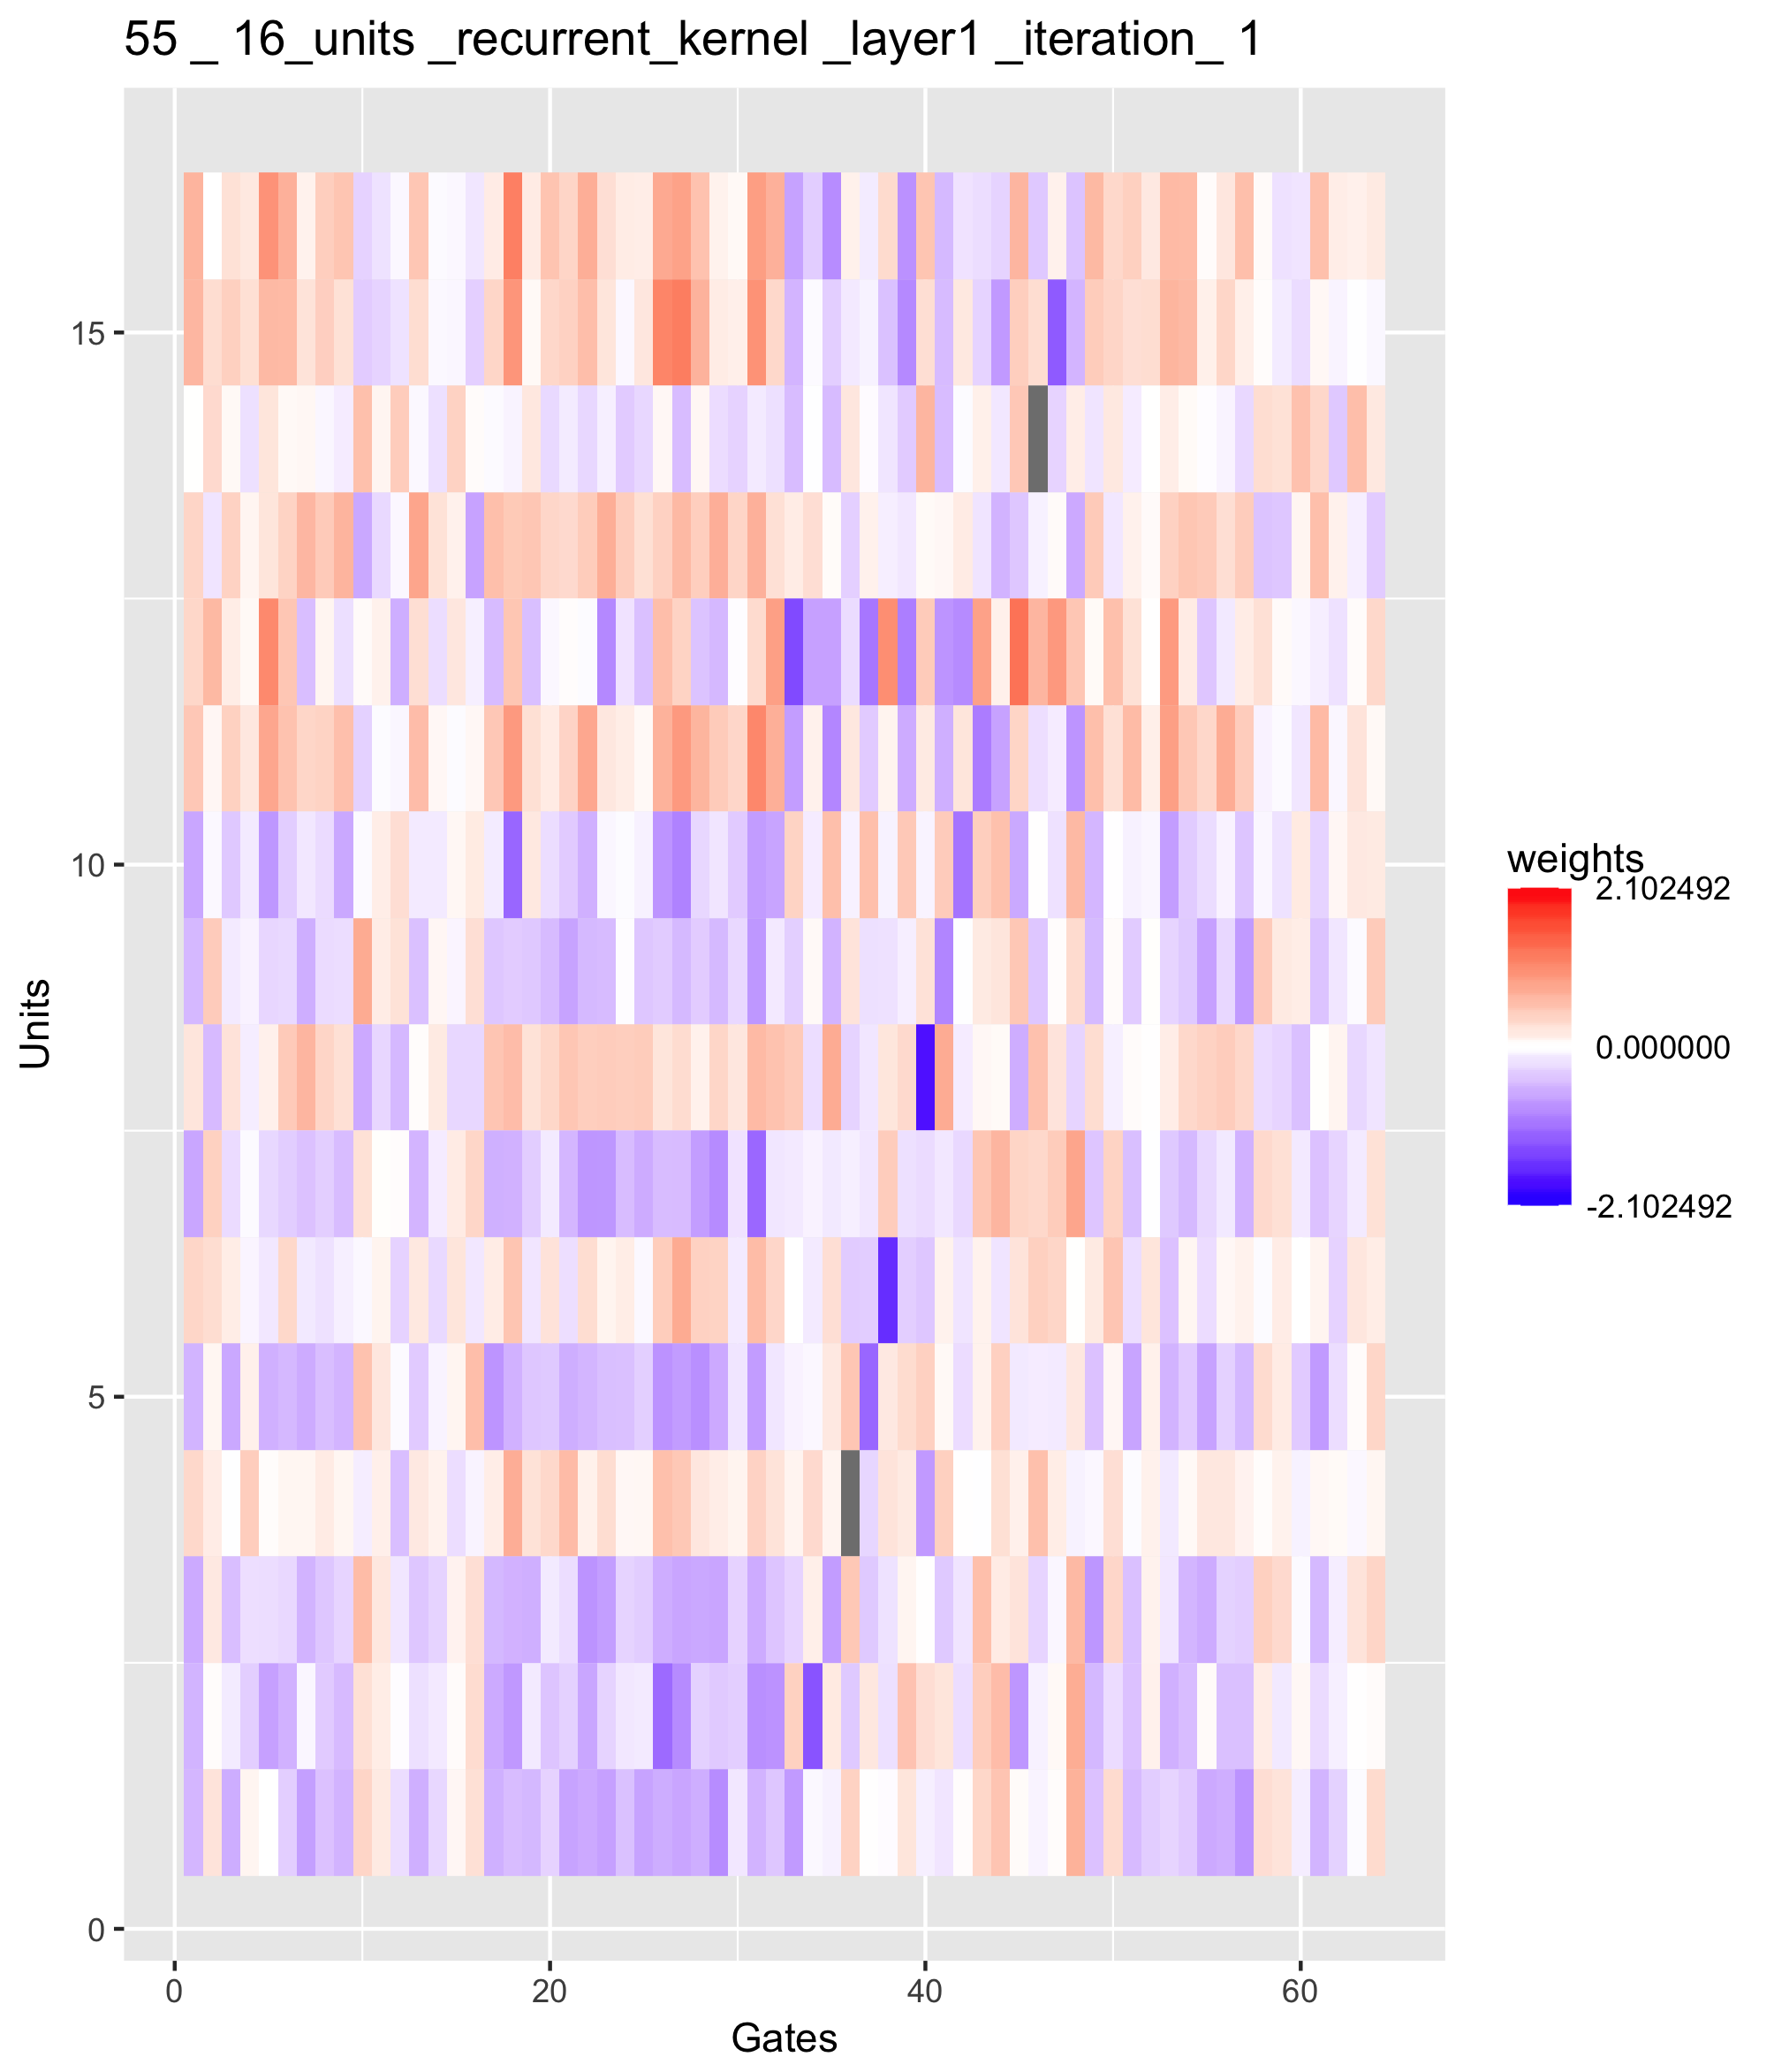 55 _ 16_units _recurrent_kernel _layer1 _iteration_ 1
15
10
5
0
Units
0 20 40 60
Gates
weights
2.102492
0.000000
-2.102492